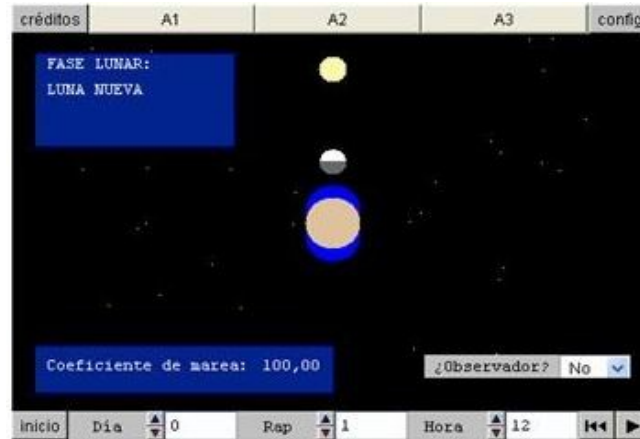 créditos A1 A2 A3 config
FASE LUNAR:
LUNA NUEVA
Coeficiente de marea: 100,00
¿Observador? No
inicio Día 0 Rap 1 Hora 12